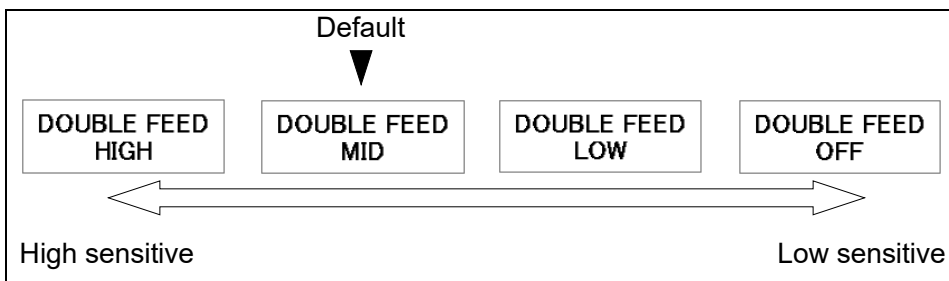 Default
DOUBLE FEED
HIGH
DOUBLE FEED
MID
DOUBLE FEED
LOW
DOUBLE FEED
OFF
High sensitive
Low sensitive